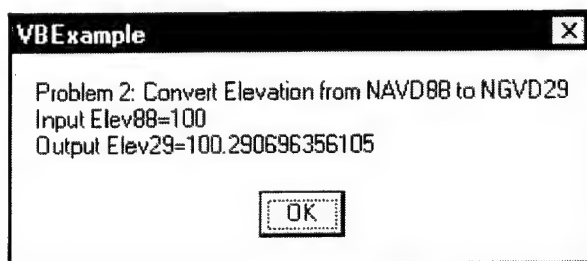 VBExample
Problem 2: Convert Elevation from NAVD88 to NGVD29
Input Elev88=100
Output Elev29=100.290696356105
OK